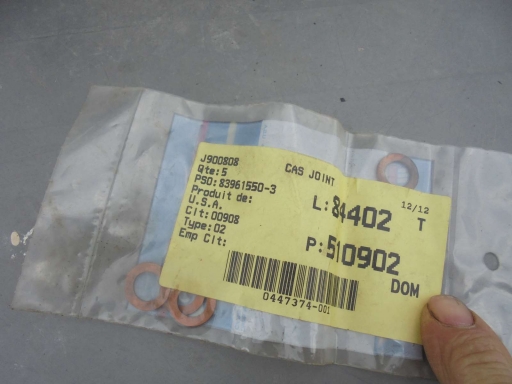 J900808
Qte:5
PSO:83961550-3
Produit de:
U.S.A.
Clt:00908
Type:02
Emp Clt:
CAS JOINT
12/12
L:84402 T
P:510902
DOM
0447374-001